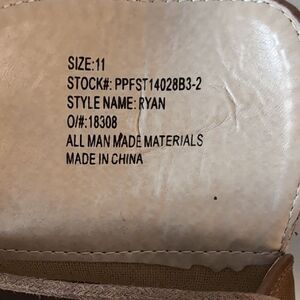 SIZE:11
STOCK#: PPFST14028B3-2
STYLE NAME: RYAN
O/#:18308
ALL MAN MADE MATERIALS
MADE IN CHINA